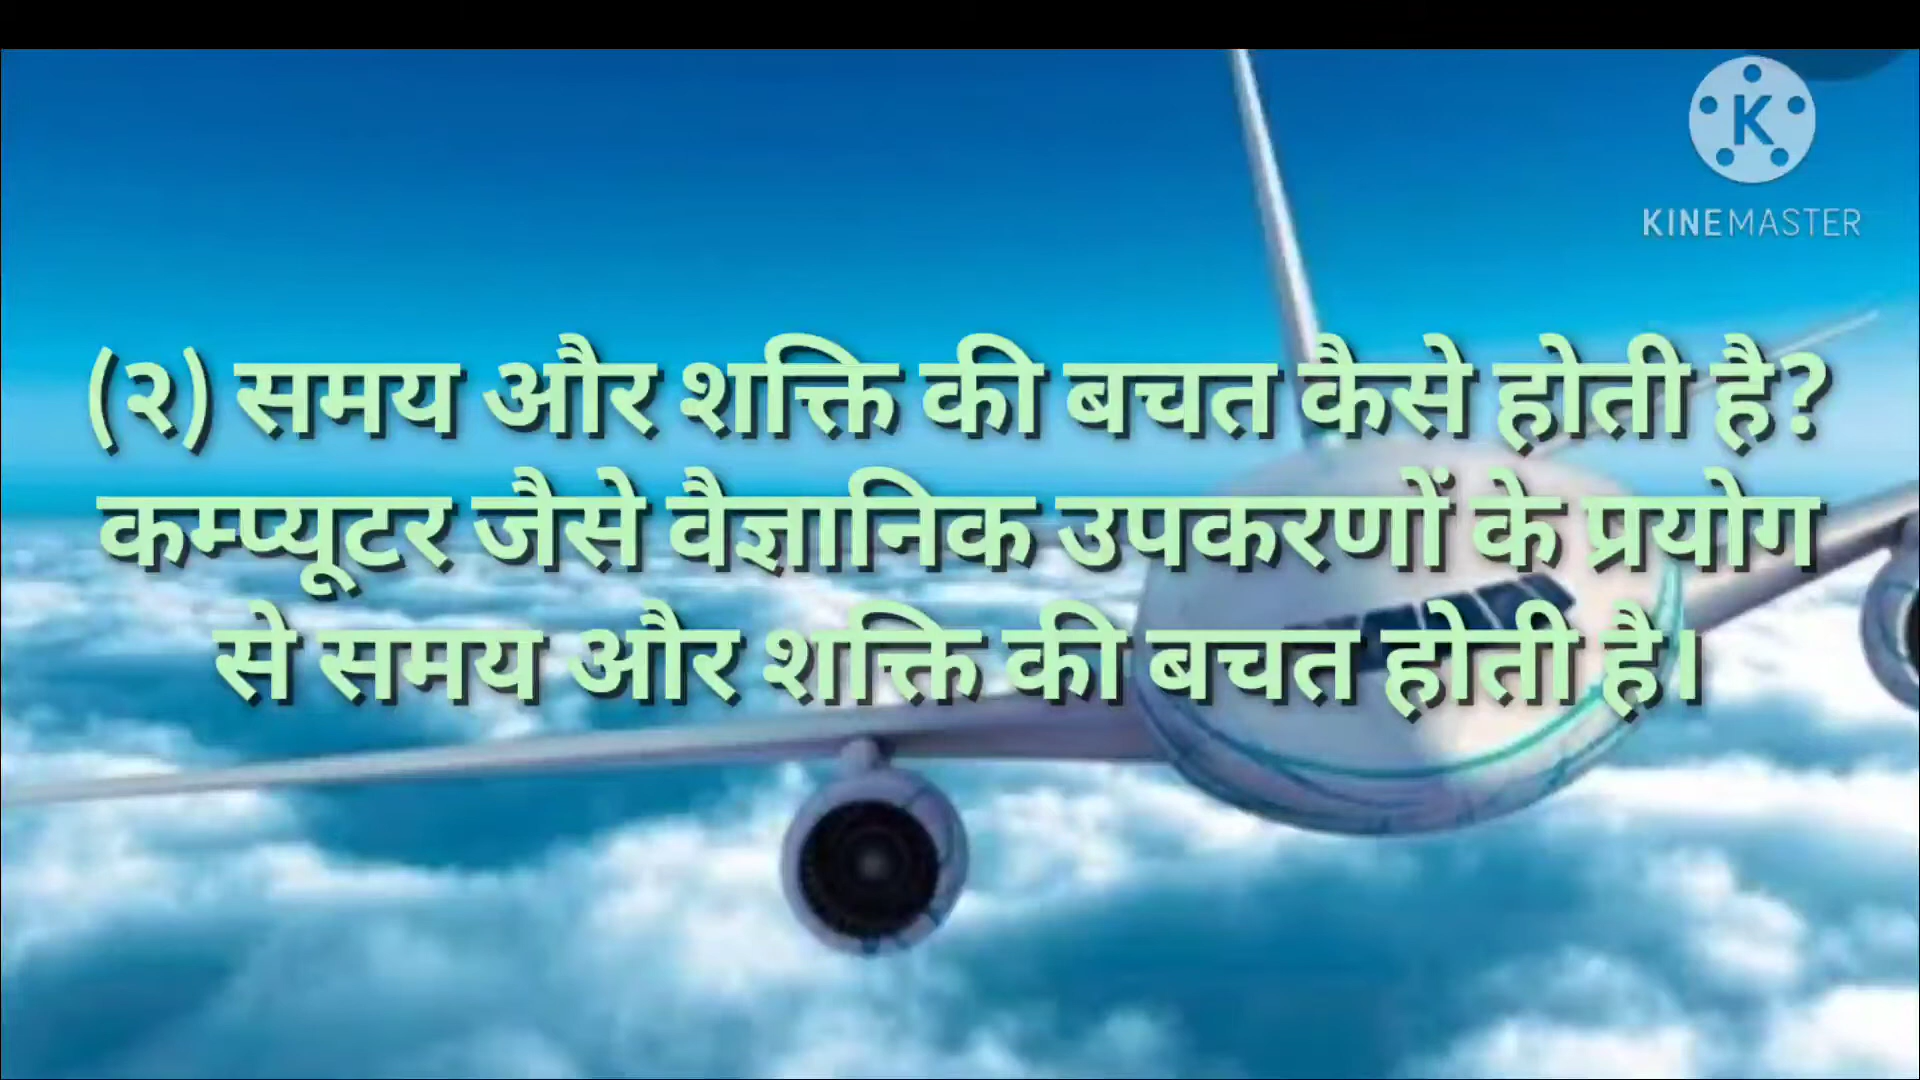 K
KINEMASTER
(२) समय और शक्ति की बचत कैसे होती है?
कम्प्यूटर जैसे वैज्ञानिक उपकरणों के प्रयोग
से समय और शक्ति की बचत होती है।